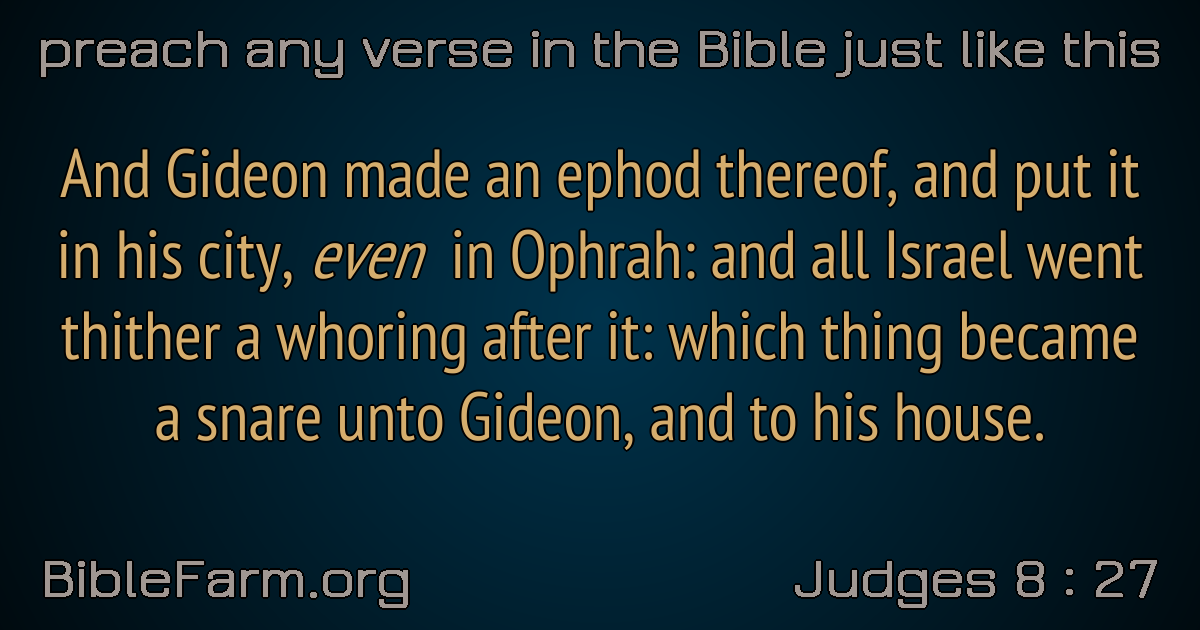 preach any verse in the Bible just like this
And Gideon made an ephod thereof, and put it
in his city, even in Ophrah: and all Israel went
thither a whoring after it: which thing became
a snare unto Gideon, and to his house.
BibleFarm.org
Judges 8 : 27